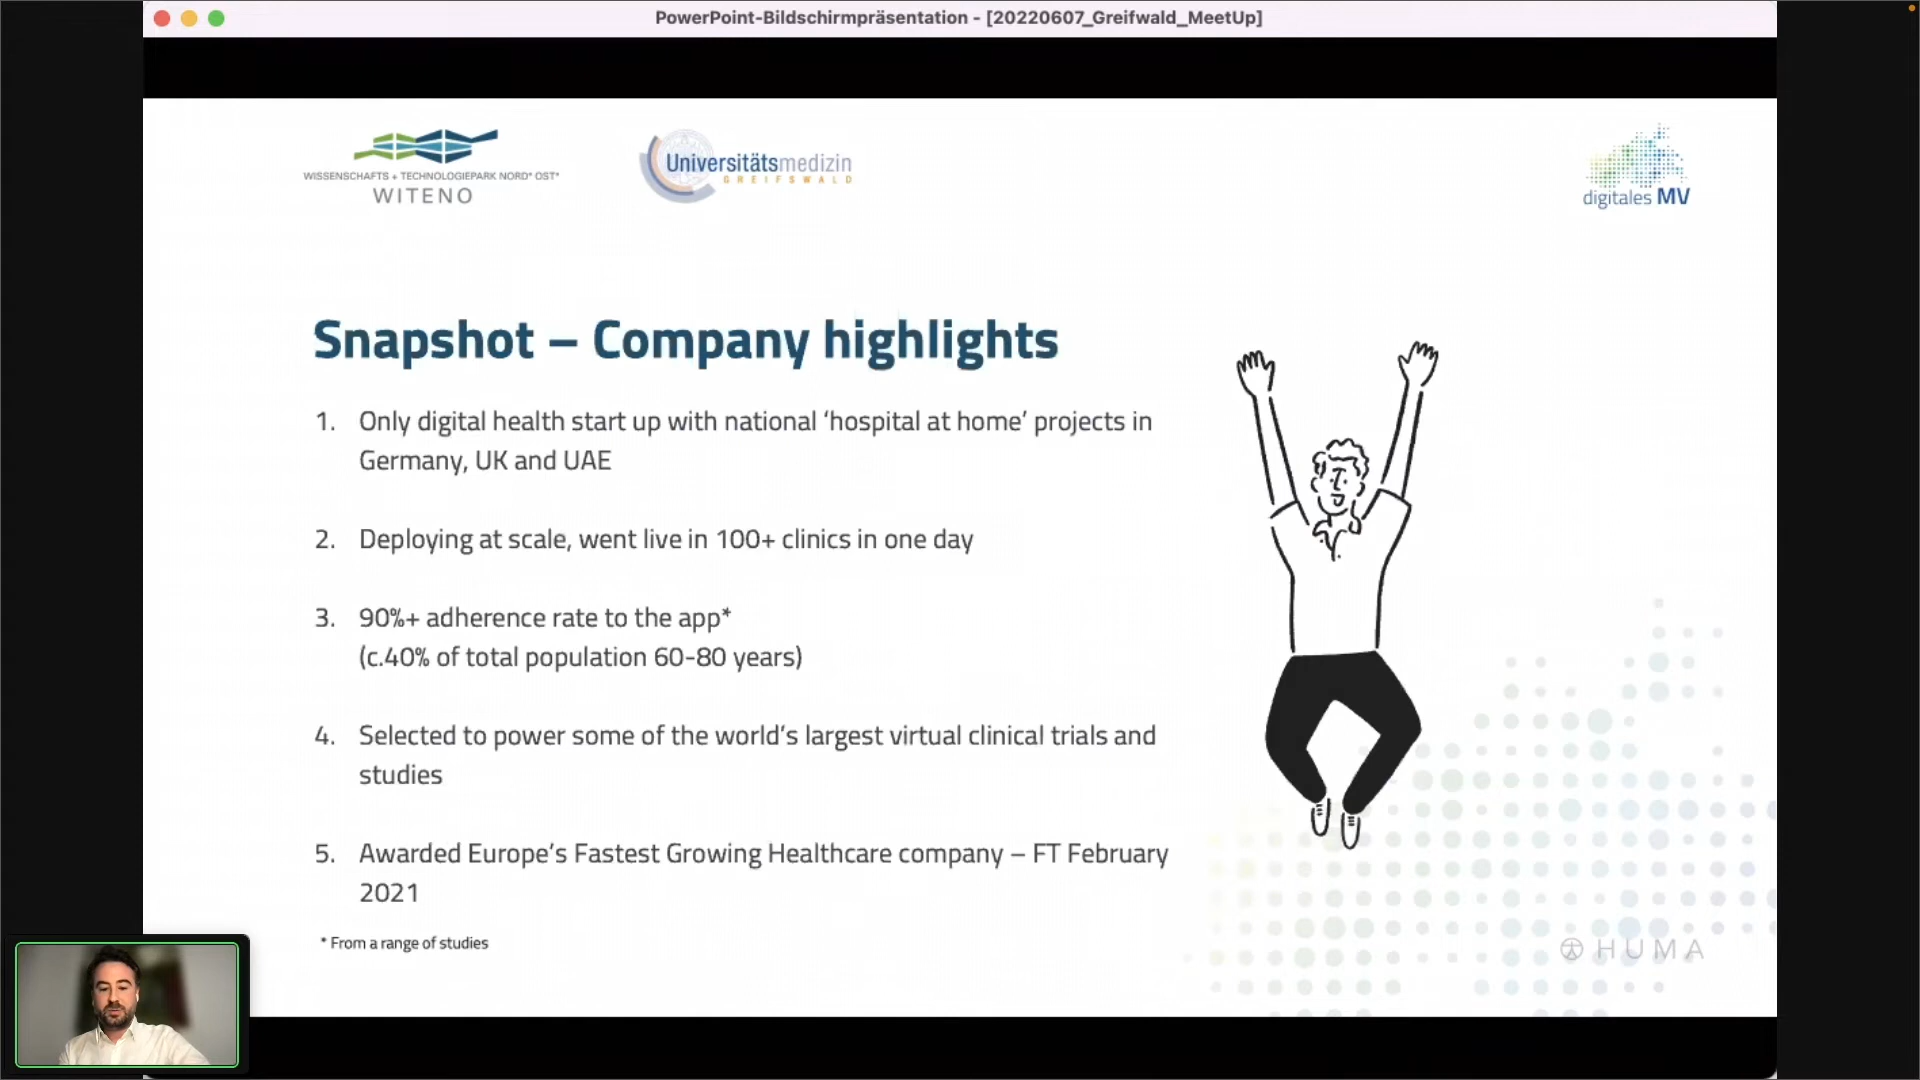 PowerPoint-Bildschirmpräsentation - [20220607_Greifwald_MeetUp]
WISSENSCHAFTS + TECHNOLOGIEPARK NORD° OST°
WITENO
Universitätsmedizin
GREIFSWALD
digitales MV
Snapshot – Company highlights
1. Only digital health start up with national ‘hospital at home’ projects in
Germany, UK and UAE
2. Deploying at scale, went live in 100+ clinics in one day
3. 90%+ adherence rate to the app*
(c.40% of total population 60-80 years)
4. Selected to power some of the world’s largest virtual clinical trials and
studies
5. Awarded Europe’s Fastest Growing Healthcare company – FT February
2021
* From a range of studies
HUMA